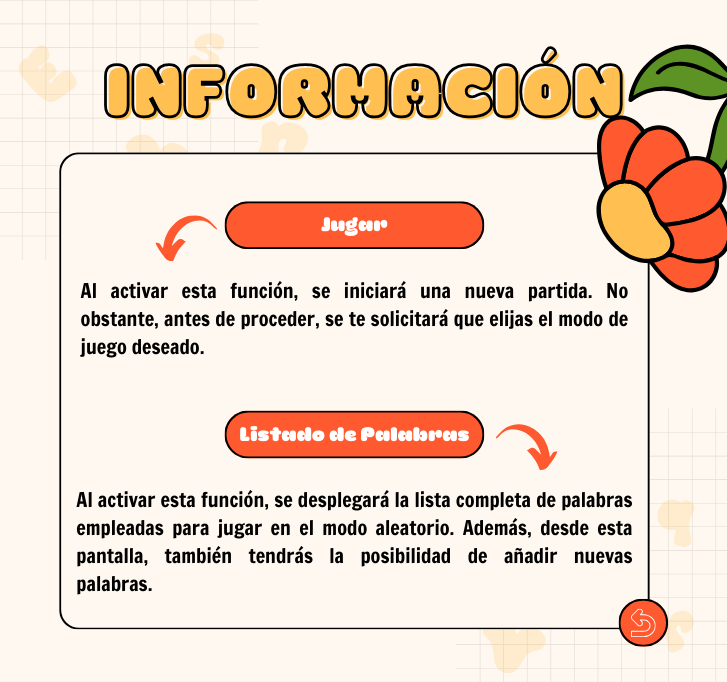 INFORMACIÓN
Jugar
Al activar esta función, se iniciará una nueva partida. No
obstante, antes de proceder, se te solicitará que elijas el modo de
juego deseado.
Listado de Palabras
Al activar esta función, se desplegará la lista completa de palabras
empleadas para jugar en el modo aleatorio. Además, desde esta
pantalla, también tendrás la posibilidad de añadir nuevas
palabras.